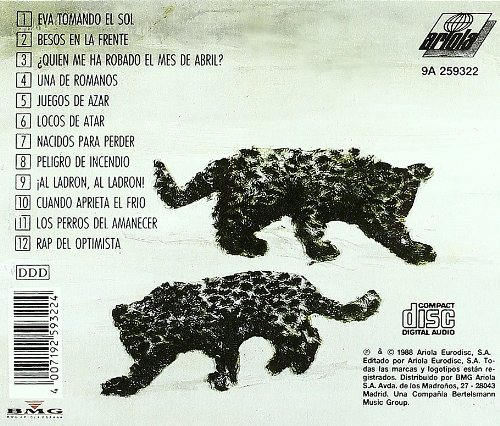 1 EVA TOMANDO EL SOL
2 BESOS EN LA FRENTE
3 ¿QUIEN ME HA ROBADO EL MES DE ABRIL?
4 UNA DE ROMANOS
5 JUEGOS DE AZAR
6 LOCOS DE ATAR
7 NACIDOS PARA PERDER
8 PELIGRO DE INCENDIO
9 ¡AL LADRON, AL LADRON!
10 CUANDO APRIETA EL FRIO
11 LOS PERROS DEL AMANECER
12 RAP DEL OPTIMISTA
ariola
9A 259322
DDD
4 007192 593224
BMG
COMPACT
disc
DIGITAL AUDIO
℗ & © 1988 Ariola Eurodisc, S.A.
Editado por Ariola Eurodisc, S.A. To-
das las marcas y logotipos están re-
gistrados. Distribuido por BMG Ariola
S.A. Avda. de los Madroños, 27 - 28043
Madrid. Una Compañía Bertelsmann
Music Group.